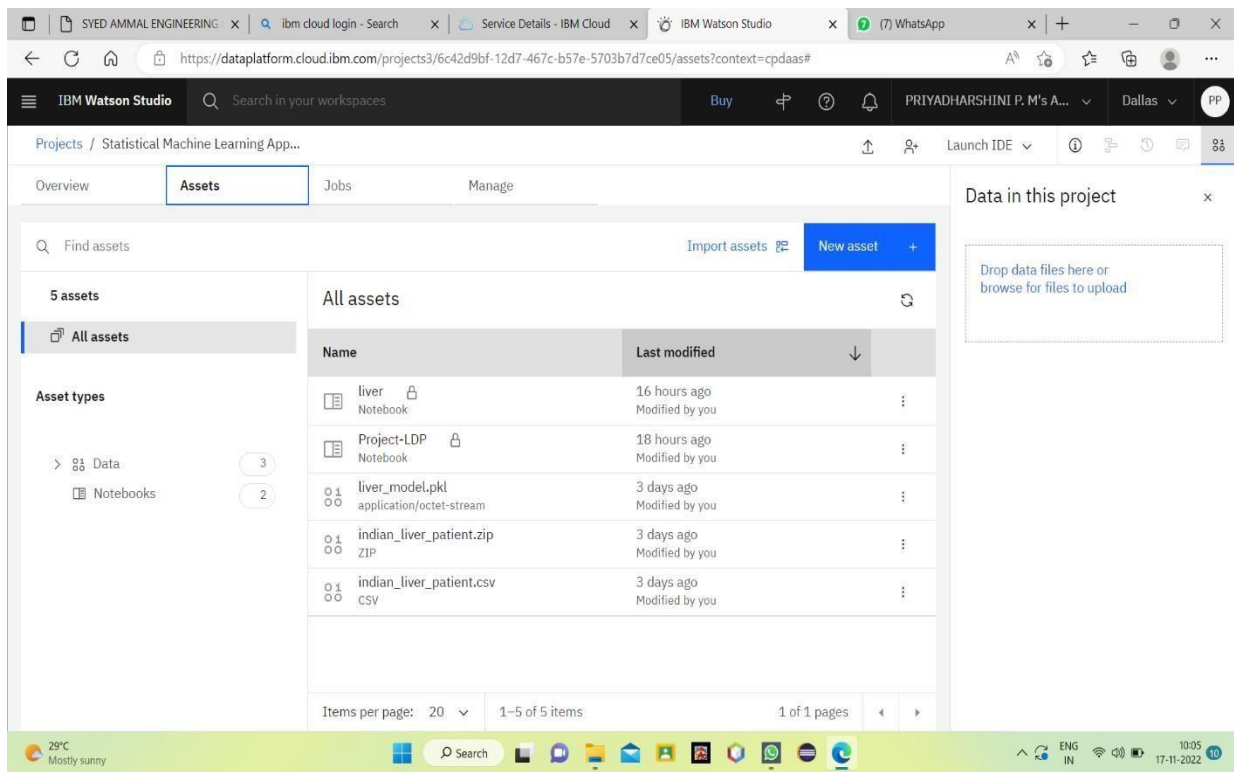 SYED AMMAL ENGINEERING
ibm cloud login - Search
Service Details - IBM Cloud
IBM Watson Studio
(7) WhatsApp
https://dataplatform.cloud.ibm.com/projects3/6c42d9bf-12d7-467c-b57e-5703b7d7ce05/assets?context=cpdaas#
IBM Watson Studio
Search in your workspaces
Buy
PRIYADHARSHINI P. M's A...
Dallas
PP
Projects / Statistical Machine Learning App...
Launch IDE
Overview
Assets
Jobs
Manage
Data in this project
Find assets
Import assets
New asset +
Drop data files here or
browse for files to upload
5 assets
All assets
All assets
Name
Last modified
Asset types
Data 3
Notebooks 2
liver
Notebook
16 hours ago
Modified by you
Project-LDP
Notebook
18 hours ago
Modified by you
liver_model.pkl
application/octet-stream
3 days ago
Modified by you
indian_liver_patient.zip
ZIP
3 days ago
Modified by you
indian_liver_patient.csv
CSV
3 days ago
Modified by you
Items per page: 20
1–5 of 5 items
1 of 1 pages
29°C
Mostly sunny
Search
ENG
IN
10:05
17-11-2022
10